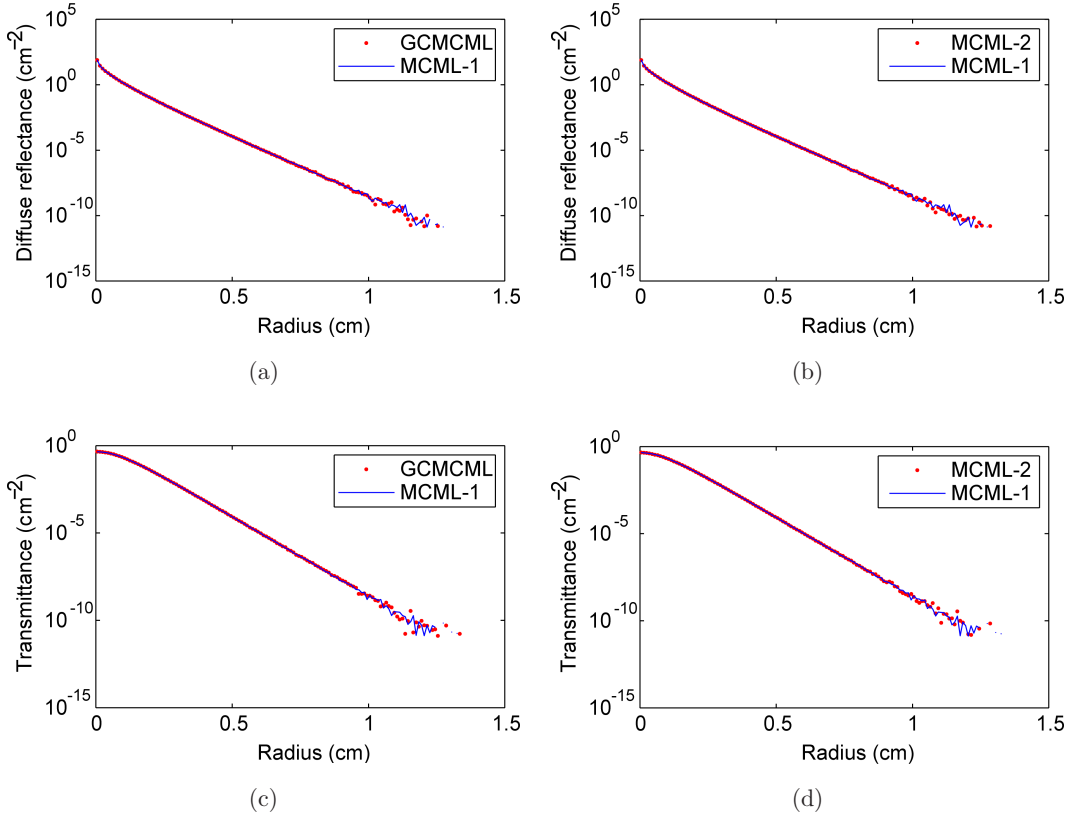 10^5
10^0
10^−5
10^−10
10^−15
Diffuse reflectance (cm^−2)
GCMCML
MCML-1
0 0.5 1 1.5
Radius (cm)
(a)
10^5
10^0
10^−5
10^−10
10^−15
Diffuse reflectance (cm^−2)
MCML-2
MCML-1
0 0.5 1 1.5
Radius (cm)
(b)
10^0
10^−5
10^−10
10^−15
Transmittance (cm^−2)
GCMCML
MCML-1
0 0.5 1 1.5
Radius (cm)
(c)
10^0
10^−5
10^−10
10^−15
Transmittance (cm^−2)
MCML-2
MCML-1
0 0.5 1 1.5
Radius (cm)
(d)